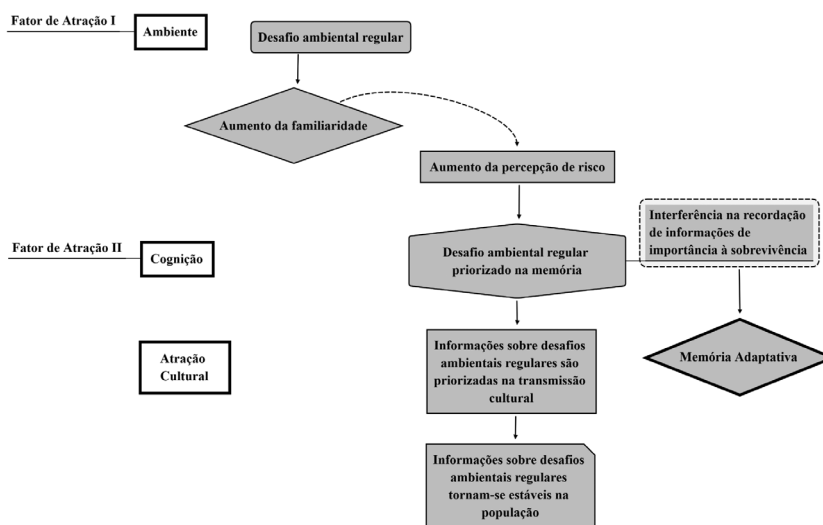 Fator de Atração I
Ambiente
Desafio ambiental regular
Aumento da familiaridade
Aumento da percepção de risco
Interferência na recordação
de informações de
importância à sobrevivência
Fator de Atração II
Cognição
Desafio ambiental regular
priorizado na memória
Atração
Cultural
Informações sobre desafios
ambientais regulares são
priorizadas na transmissão
cultural
Memória Adaptativa
Informações sobre desafios
ambientais regulares
tornam-se estáveis na
população